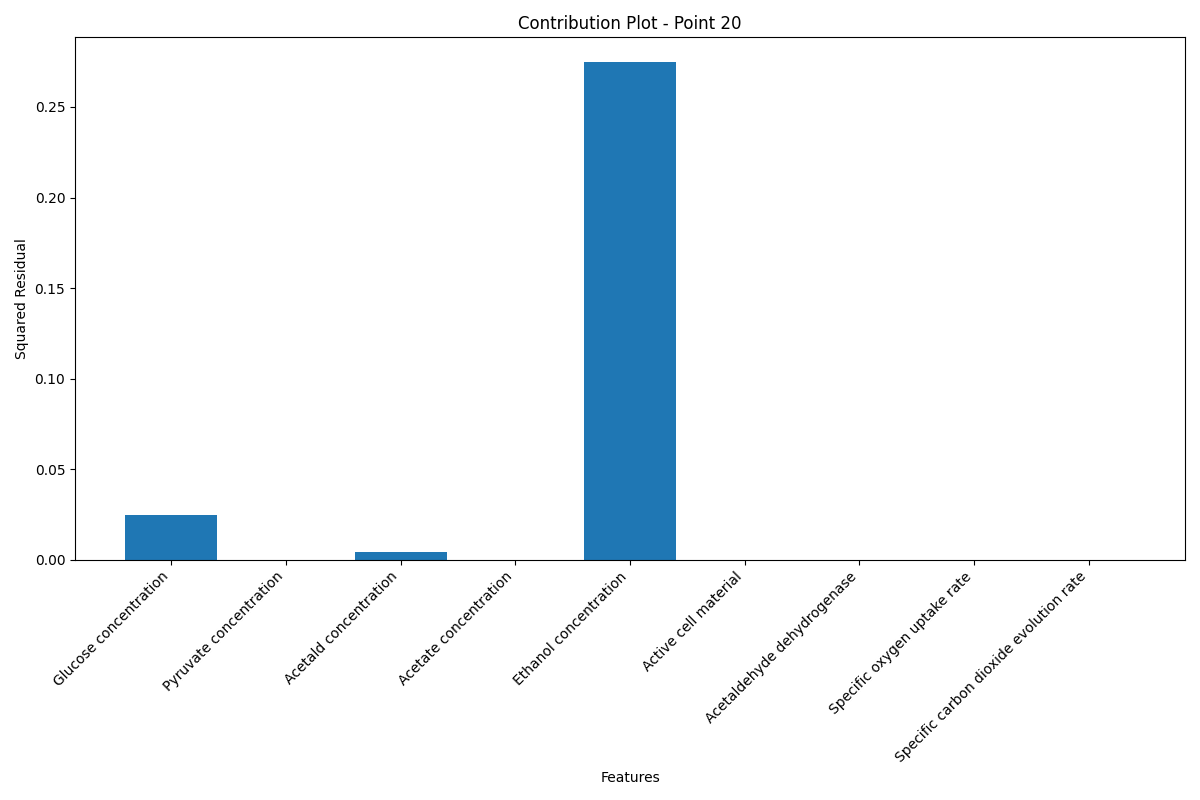 Contribution Plot - Point 20
Squared Residual
0.25
0.20
0.15
0.10
0.05
0.00
Glucose concentration
Pyruvate concentration
Acetald concentration
Acetate concentration
Ethanol concentration
Active cell material
Acetaldehyde dehydrogenase
Specific oxygen uptake rate
Specific carbon dioxide evolution rate
Features